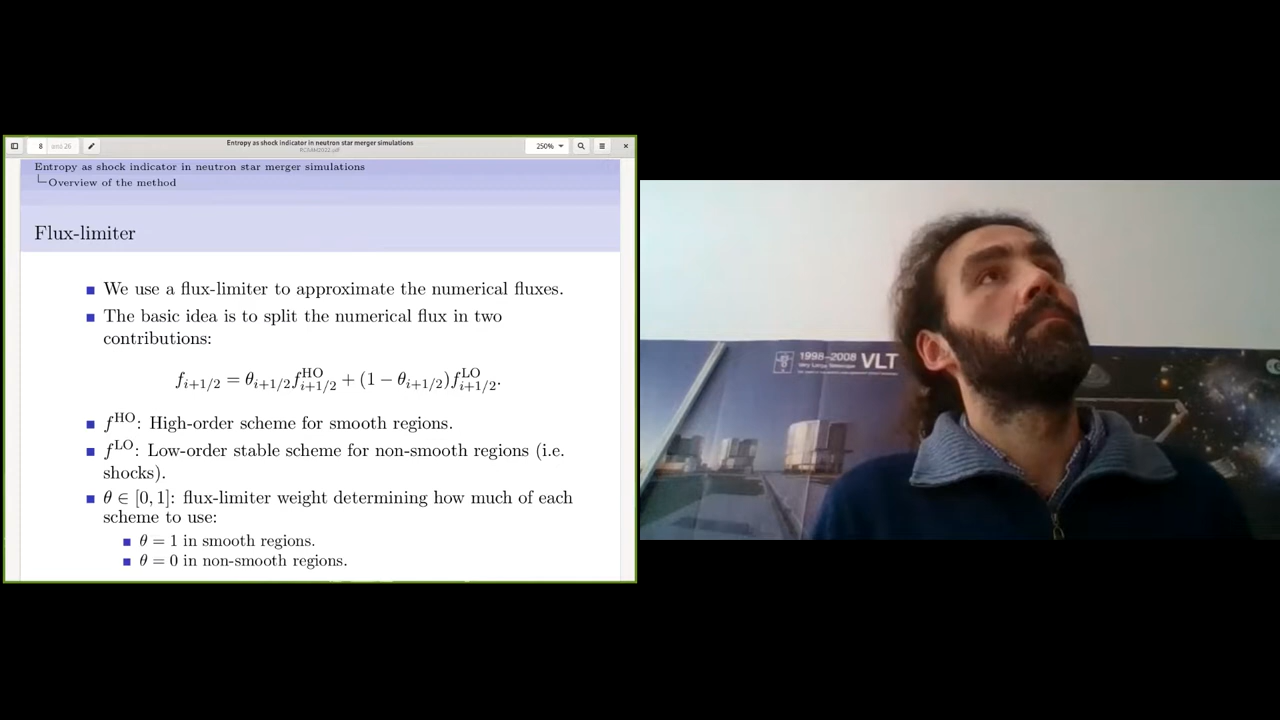 8 από 26
Entropy as shock indicator in neutron star merger simulations
250%
Entropy as shock indicator in neutron star merger simulations
Overview of the method
Flux-limiter
We use a flux-limiter to approximate the numerical fluxes.
The basic idea is to split the numerical flux in two
contributions:
f_{i+1/2} = θ_{i+1/2} f^{HO}_{i+1/2} + (1 − θ_{i+1/2}) f^{LO}_{i+1/2}.
f^{HO}: High-order scheme for smooth regions.
f^{LO}: Low-order stable scheme for non-smooth regions (i.e.
shocks).
θ ∈ [0, 1]: flux-limiter weight determining how much of each
scheme to use:
θ = 1 in smooth regions.
θ = 0 in non-smooth regions.
1998–2008 VLT